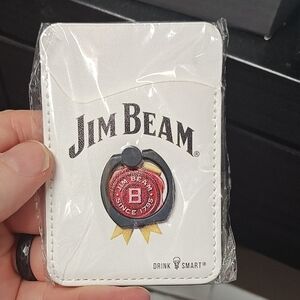 JIM BEAM®
JIM BEAM
B
SINCE 1795
DRINK SMART®